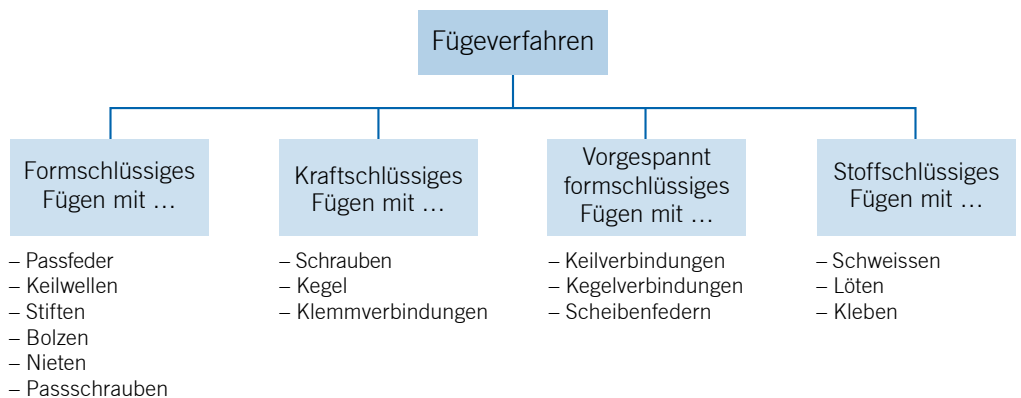 Fügeverfahren
Formschlüssiges
Fügen mit …
– Passfeder
– Keilwellen
– Stiften
– Bolzen
– Nieten
– Passschrauben
Kraftschlüssiges
Fügen mit …
– Schrauben
– Kegel
– Klemmverbindungen
Vorgespannt
formschlüssiges
Fügen mit …
– Keilverbindungen
– Kegelverbindungen
– Scheibenfedern
Stoffschlüssiges
Fügen mit …
– Schweissen
– Löten
– Kleben